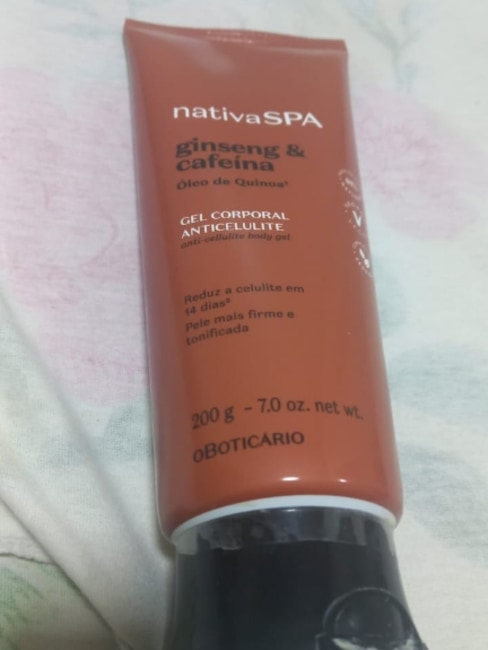 nativaSPA
ginseng &
cafeína
Óleo de Quinoa¹
GEL CORPORAL
ANTICELULITE
anti-cellulite body gel
Reduz a celulite em
14 dias²
Pele mais firme e
tonificada
200 g - 7.0 oz. net wt.
oBOTICÁRIO